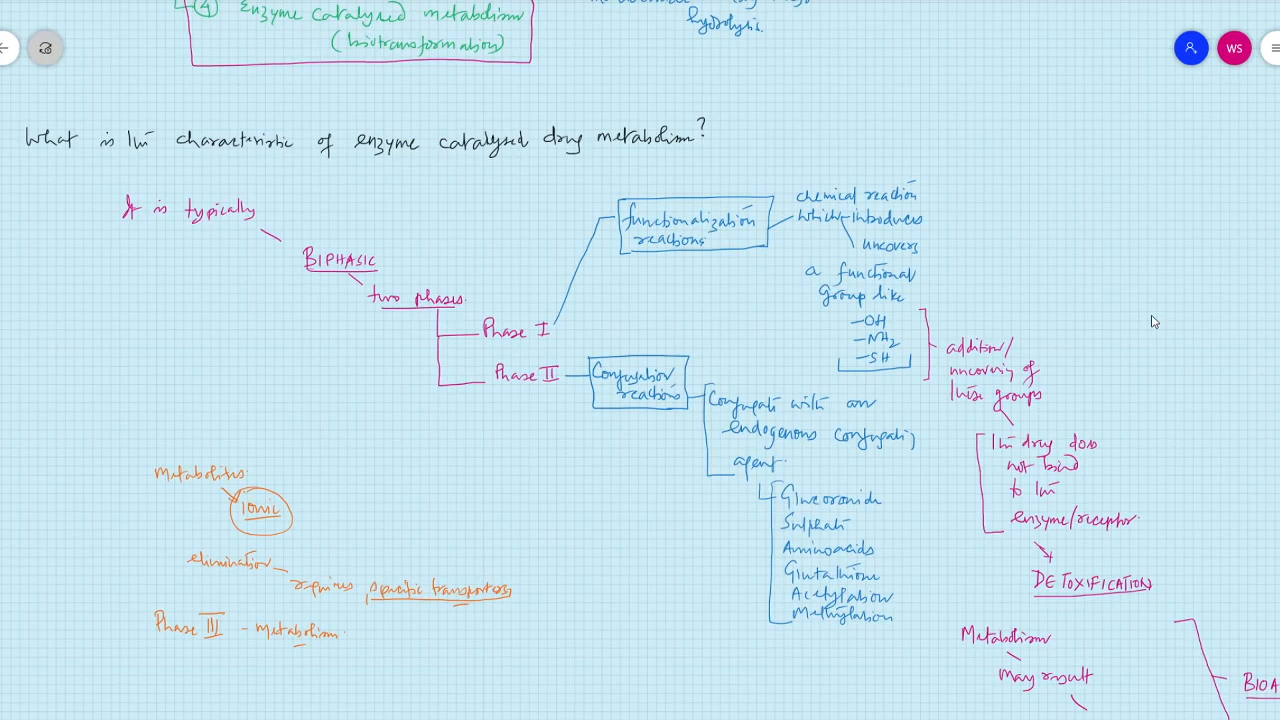 ④ Enzyme catalysed metabolism
(biotransformation)
hydrolysis.
WS
What is the characteristic of enzyme catalysed drug metabolism?
It is typically
BIPHASIC
two phases.
Phase I
Phase II
functionalization
reactions
chemical reaction
which introduces
uncovers
a functional
group like
-OH
-NH2
-SH
addition/
uncovering of
these groups
the drug does
not bind
to the
enzyme/receptor.
DETOXIFICATION
Conjugation
reactions
Conjugate with an
endogenous conjugating
agent.
Glucoronide
Sulphate
Aminoacids
Glutathione
Acetylation
Methylation
Metabolites.
ionic
elimination
requires specific transporters
Phase III - metabolism.
Metabolism
may result
BIOA